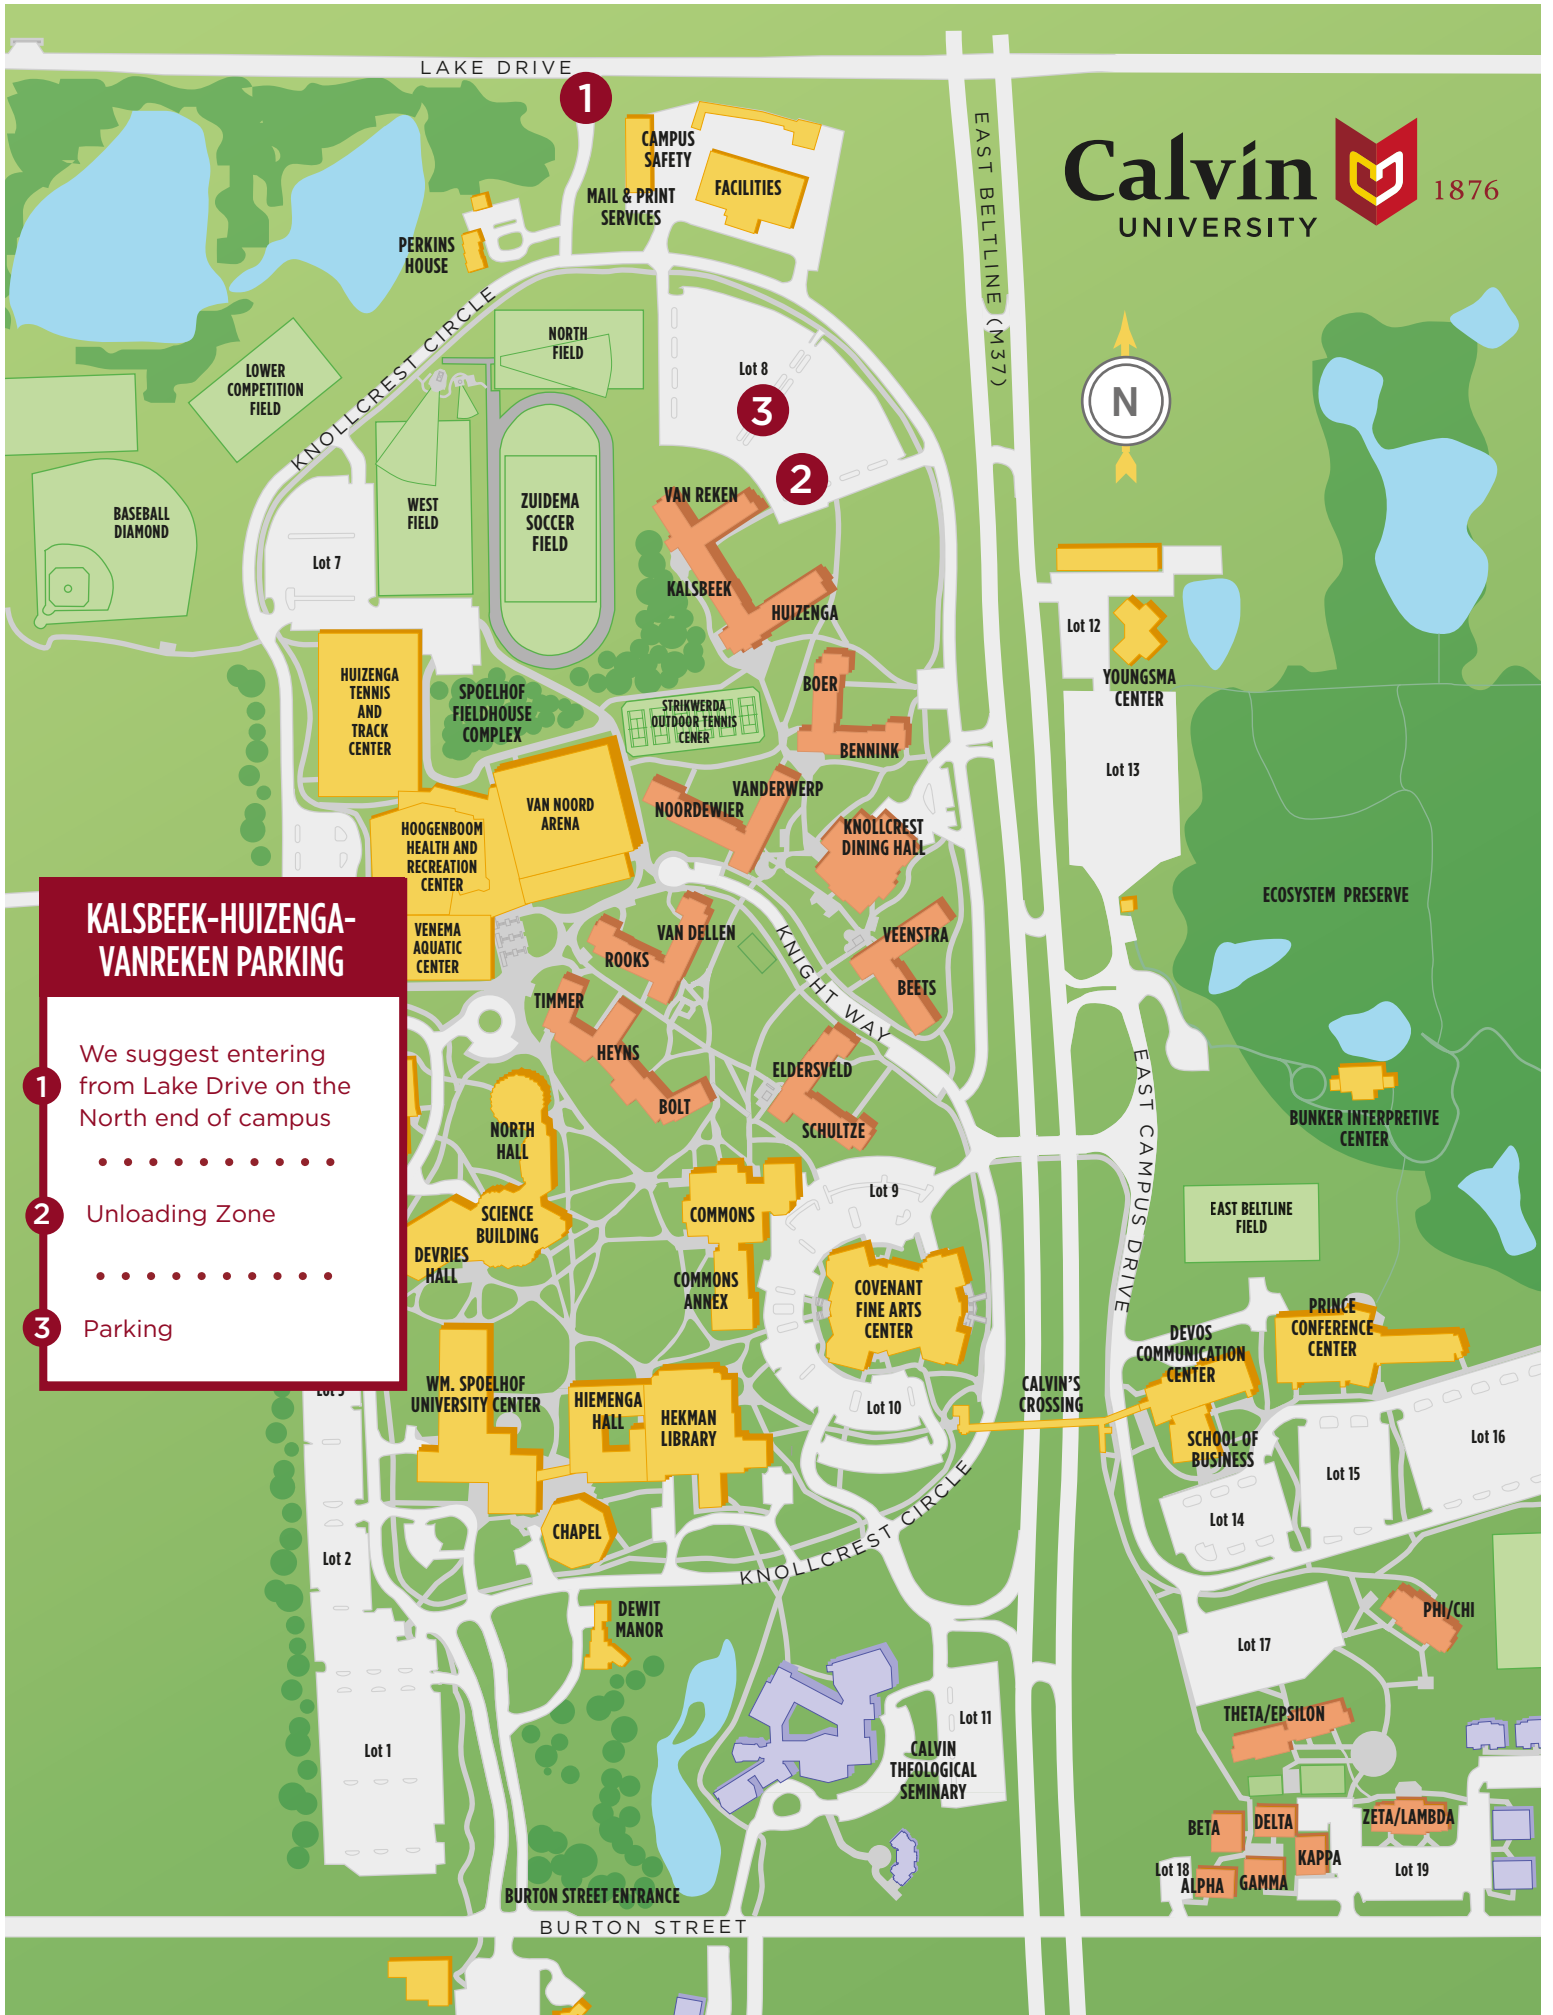 LAKE DRIVE
1
CAMPUS
SAFETY
MAIL & PRINT
SERVICES
FACILITIES
EAST BELTLINE (M37)
Calvin
UNIVERSITY
1876
PERKINS
HOUSE
KNOLLCREST CIRCLE
NORTH
FIELD
LOWER
COMPETITION
FIELD
Lot 8
3
N
2
BASEBALL
DIAMOND
WEST
FIELD
ZUIDEMA
SOCCER
FIELD
VAN REKEN
Lot 7
KALSBEEK
HUIZENGA
Lot 12
YOUNGSMA
CENTER
HUIZENGA
TENNIS
AND
TRACK
CENTER
SPOELHOF
FIELDHOUSE
COMPLEX
BOER
STRIKWERDA
OUTDOOR TENNIS
CENER
BENNINK
Lot 13
VANDERWERP
NOORDEWIER
VAN NOORD
ARENA
HOOGENBOOM
HEALTH AND
RECREATION
CENTER
KNOLLCREST
DINING HALL
ECOSYSTEM PRESERVE
KALSBEEK-HUIZENGA-
VANREKEN PARKING
VENEMA
AQUATIC
CENTER
VAN DELLEN
ROOKS
KNIGHT WAY
VEENSTRA
BEETS
TIMMER
HEYNS
BOLT
ELDERSVELD
SCHULTZE
1
We suggest entering
from Lake Drive on the
North end of campus
2
Unloading Zone
3
Parking
EAST CAMPUS DRIVE
BUNKER INTERPRETIVE
CENTER
NORTH
HALL
Lot 9
SCIENCE
BUILDING
COMMONS
EAST BELTLINE
FIELD
DEVRIES
HALL
COMMONS
ANNEX
COVENANT
FINE ARTS
CENTER
PRINCE
CONFERENCE
CENTER
DEVOS
COMMUNICATION
CENTER
WM. SPOELHOF
UNIVERSITY CENTER
HIEMENGA
HALL
HEKMAN
LIBRARY
Lot 10
CALVIN'S
CROSSING
SCHOOL OF
BUSINESS
Lot 16
Lot 15
Lot 14
CHAPEL
KNOLLCREST CIRCLE
Lot 2
DEWIT
MANOR
PHI/CHI
Lot 17
Lot 1
Lot 11
THETA/EPSILON
CALVIN
THEOLOGICAL
SEMINARY
BETA
DELTA
ZETA/LAMBDA
KAPPA
Lot 18
ALPHA
GAMMA
Lot 19
BURTON STREET ENTRANCE
BURTON STREET